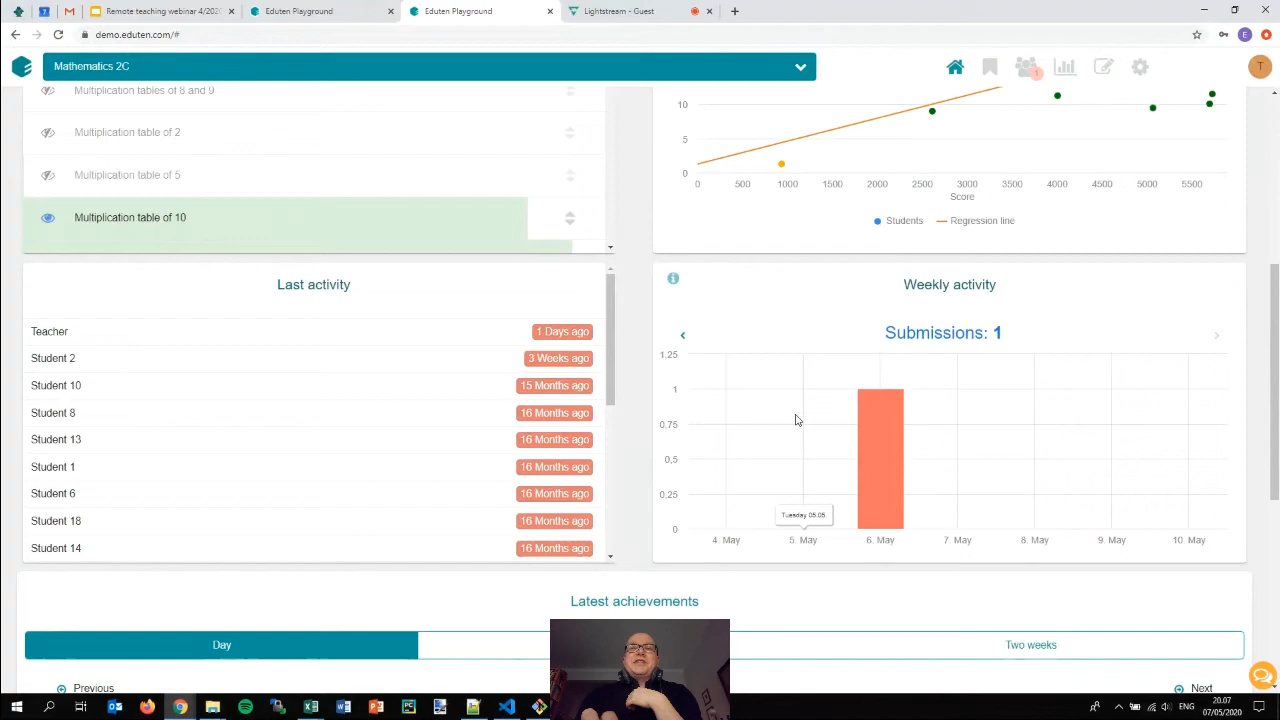 Remote teaching webinar 4/202
Eduten Playground
Eduten Playground
Lightstream - Guest
demo.eduten.com/#
E
Mathematics 2C
1
T
Multiplication tables of 8 and 9
Multiplication table of 2
Multiplication table of 5
Multiplication table of 10
10
5
0
0 500 1000 1500 2000 2500 3000 3500 4000 4500 5000 5500
Score
Students Regression line
Last activity
Teacher 1 Days ago
Student 2 3 Weeks ago
Student 10 15 Months ago
Student 8 16 Months ago
Student 13 16 Months ago
Student 1 16 Months ago
Student 6 16 Months ago
Student 18 16 Months ago
Student 14 16 Months ago
Weekly activity
Submissions: 1
1,25
1
0,75
0,5
0,25
0
Tuesday 05.05.
4. May 5. May 6. May 7. May 8. May 9. May 10. May
Latest achievements
Day Two weeks
Previous Next
ENG
20.07
07/05/2020